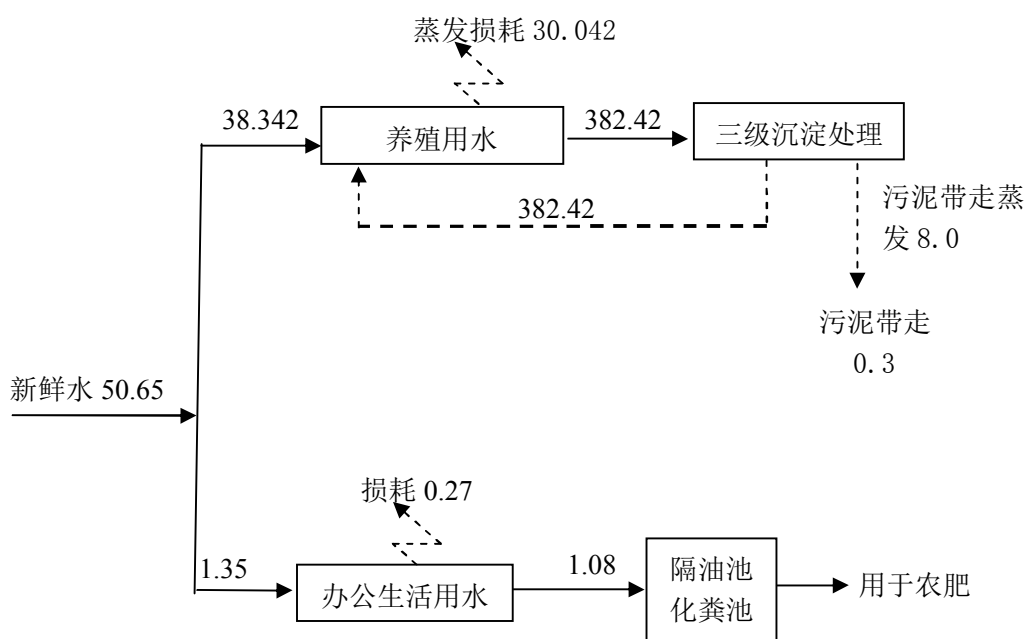 蒸发损耗 30.042
38.342
养殖用水
382.42
三级沉淀处理
382.42
污泥带走蒸
发 8.0
污泥带走
0.3
新鲜水 50.65
损耗 0.27
1.35
办公生活用水
1.08
隔油池
化粪池
用于农肥